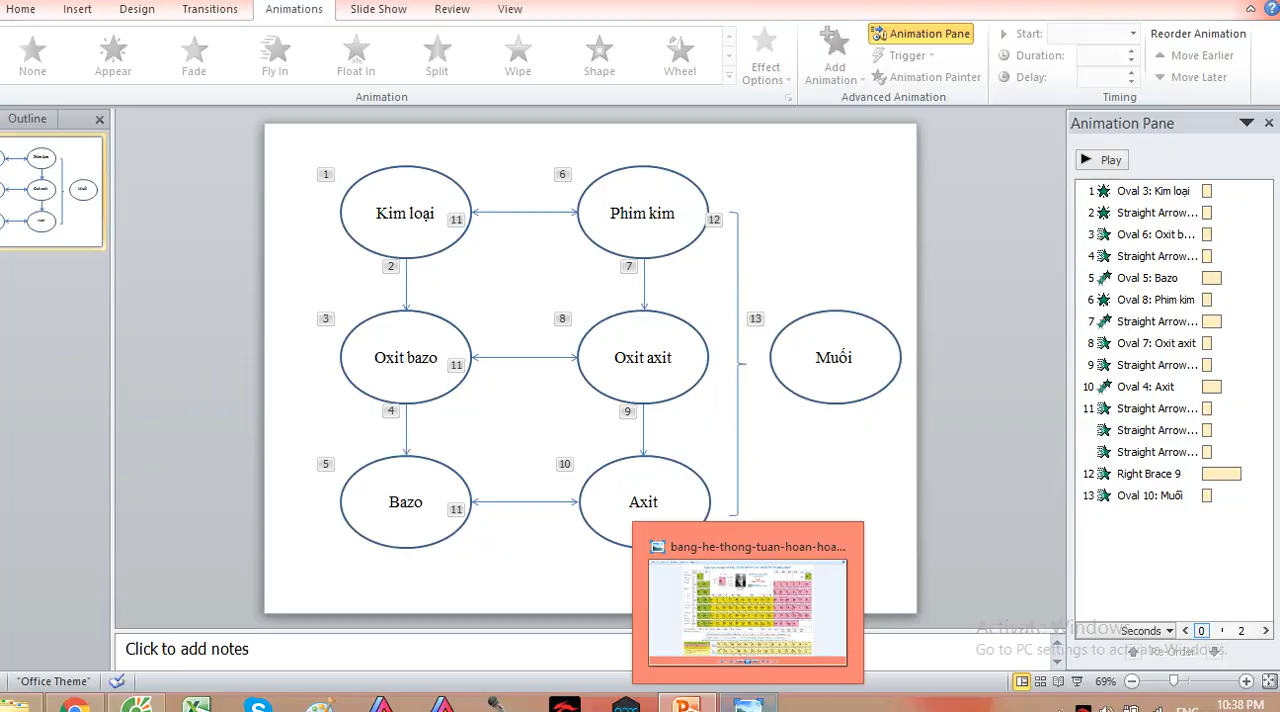 Home Insert Design Transitions Animations Slide Show Review View
None Appear Fade Fly In Float In Split Wipe Shape Wheel
Effect Options
Add Animation
Animation Pane
Trigger
Animation Painter
Start:
Duration:
Delay:
Reorder Animation
Move Earlier
Move Later
Animation Advanced Animation Timing
Outline
Animation Pane
Play
1 Oval 3: Kim loại
2 Straight Arrow...
3 Oval 6: Oxit b...
4 Straight Arrow...
5 Oval 5: Bazo
6 Oval 8: Phim kim
7 Straight Arrow...
8 Oval 7: Oxit axit
9 Straight Arrow...
10 Oval 4: Axit
11 Straight Arrow...
Straight Arrow...
Straight Arrow...
12 Right Brace 9
13 Oval 10: Muối
1 Kim loại 11 6 Phim kim 12
2 7
3 Oxit bazo 11 8 Oxit axit 13 Muối
4 9
5 Bazo 11 10 Axit
bang-he-thong-tuan-hoan-hoa...
Activate Windows
Go to PC settings to activate Windows.
Seconds 0 2
Re-Order
Click to add notes
"Office Theme" 69%
ENG 10:38 PM